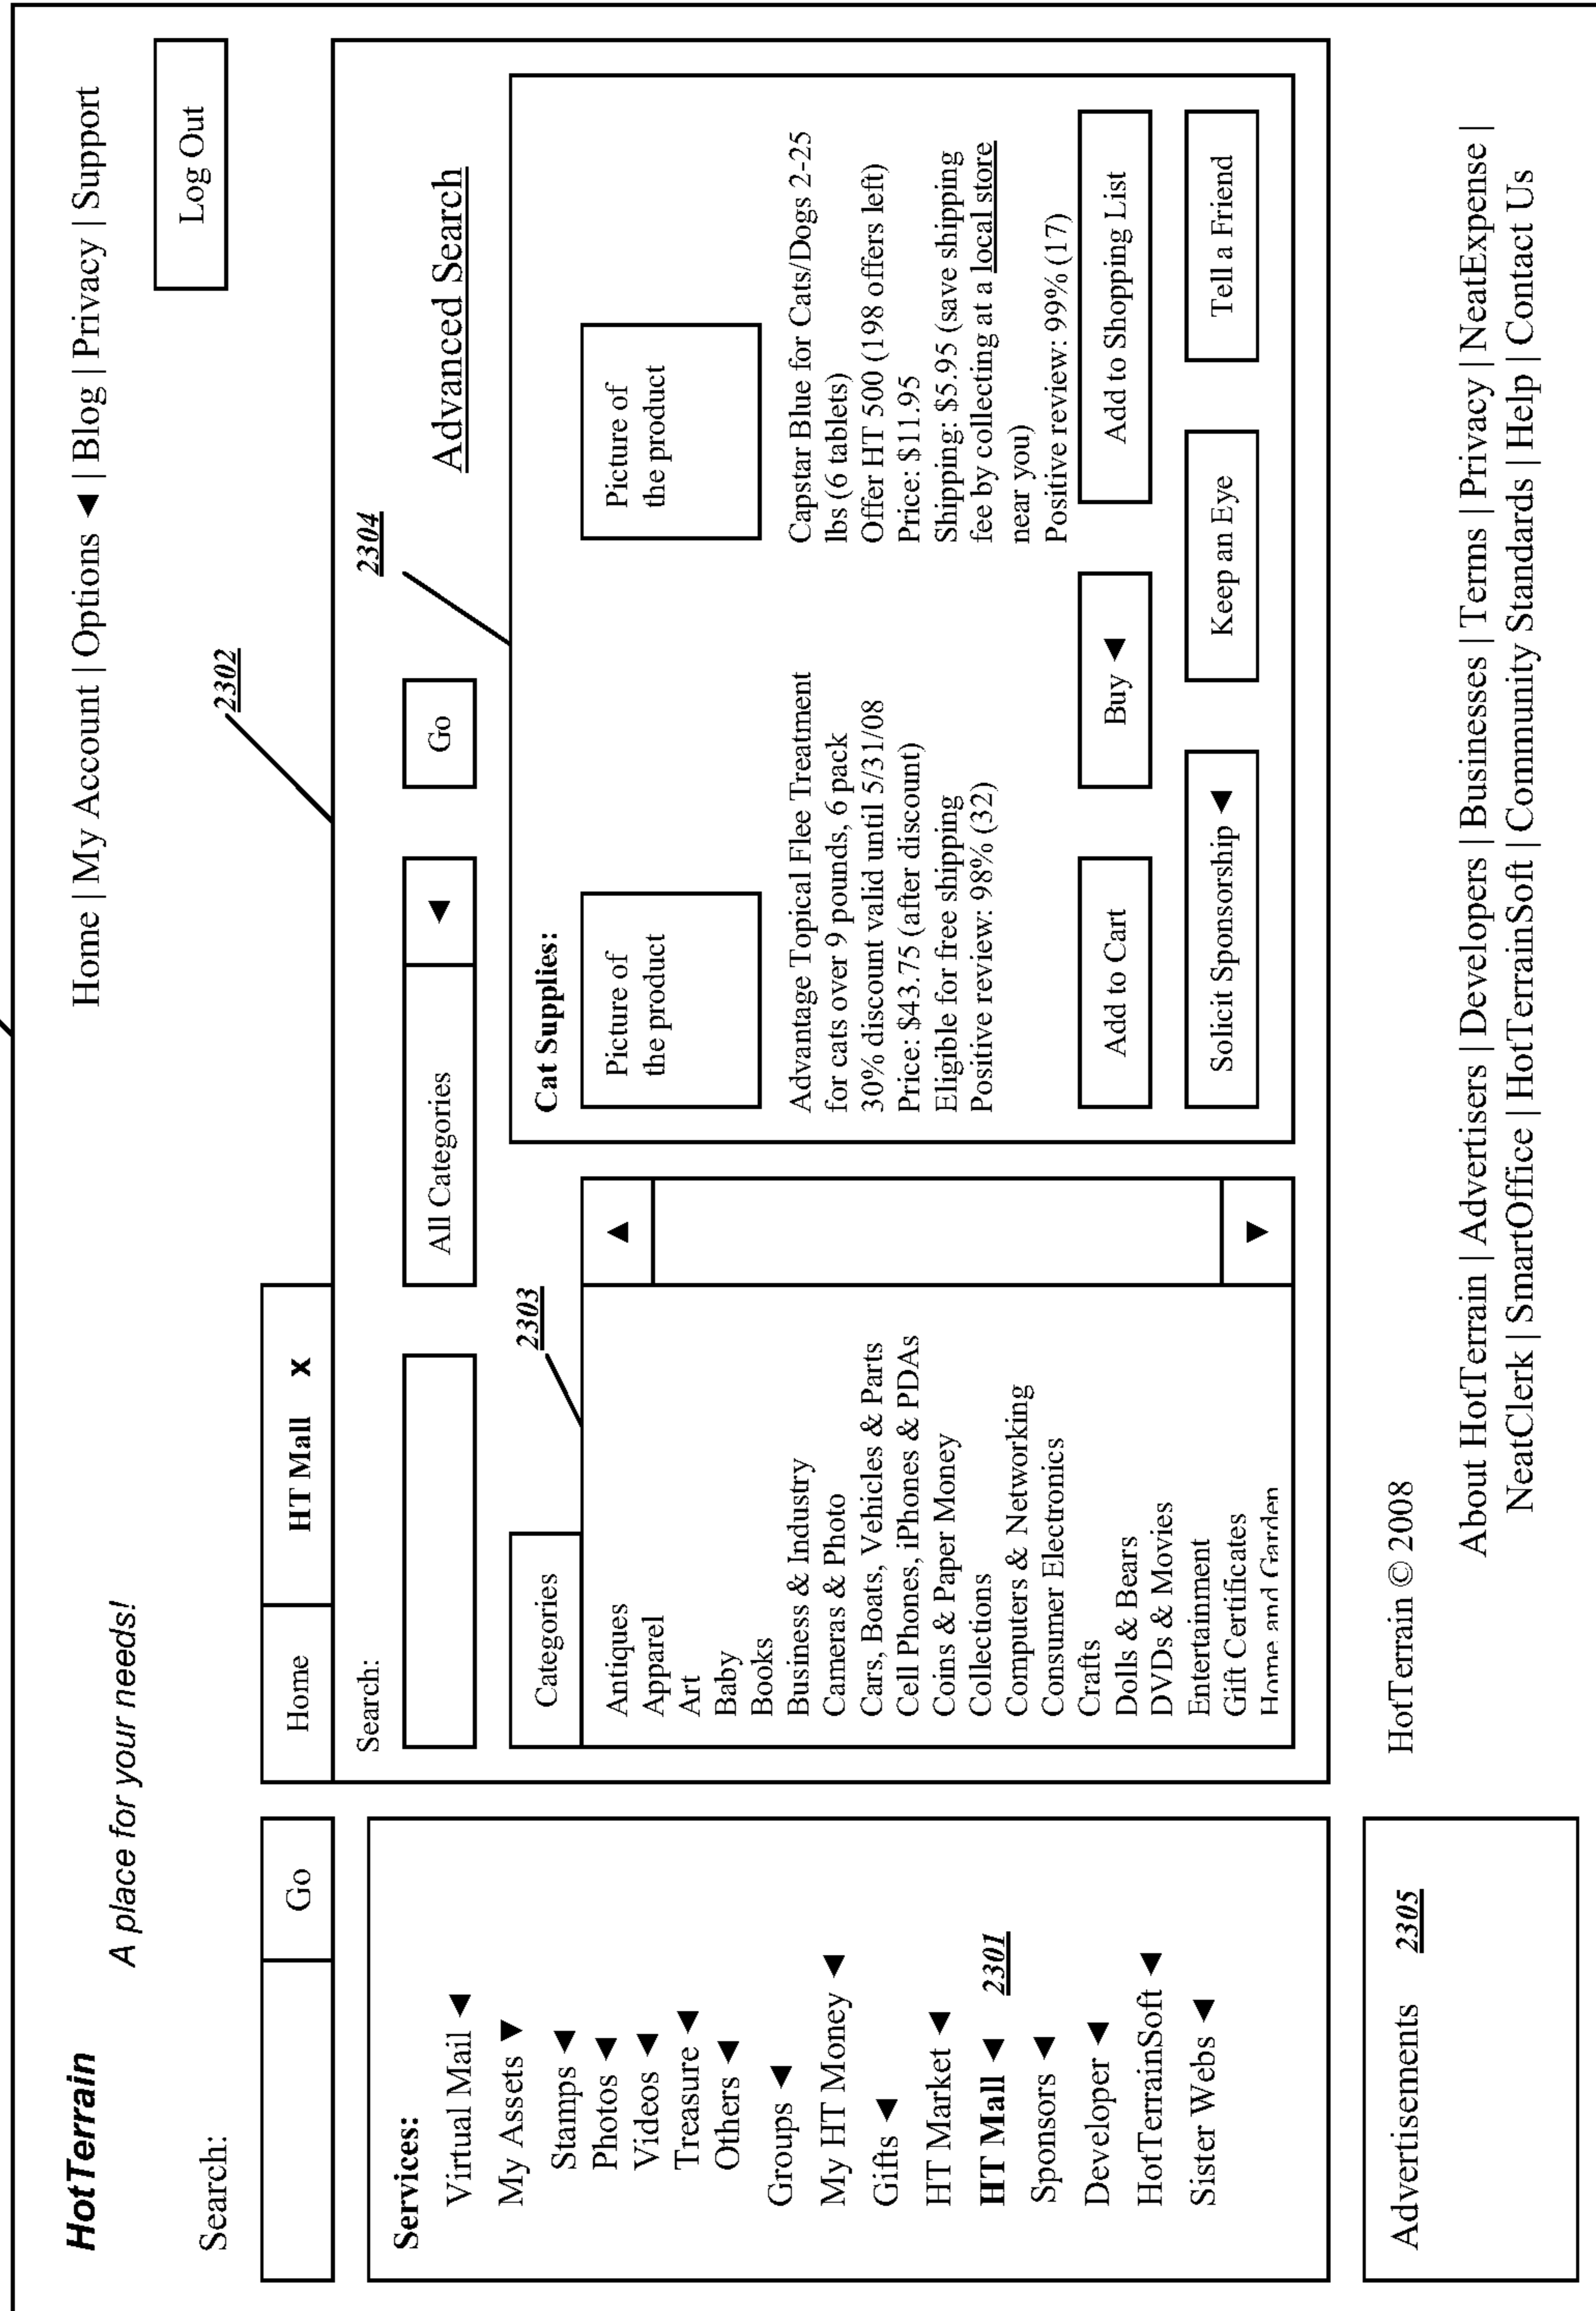 HotTerrain
A place for your needs!
Home | My Account | Options ◄ | Blog | Privacy | Support
Log Out
Search:
Go
Services:
Virtual Mail ◄
My Assets ▼
Stamps ◄
Photos ◄
Videos ◄
Treasure ◄
Others ◄
Groups ◄
My HT Money ◄
Gifts ◄
HT Market ◄
HT Mall ◄ 2301
Sponsors ◄
Developer ◄
HotTerrainSoft ◄
Sister Webs ◄
Advertisements 2305
Home
HT Mall X
2302
Search:
All Categories ◄
Go
Advanced Search
2303
Categories
Antiques
Apparel
Art
Baby
Books
Business & Industry
Cameras & Photo
Cars, Boats, Vehicles & Parts
Cell Phones, iPhones & PDAs
Coins & Paper Money
Collections
Computers & Networking
Consumer Electronics
Crafts
Dolls & Bears
DVDs & Movies
Entertainment
Gift Certificates
Home and Garden
2304
Cat Supplies:
Picture of
the product
Advantage Topical Flee Treatment
for cats over 9 pounds, 6 pack
30% discount valid until 5/31/08
Price: $43.75 (after discount)
Eligible for free shipping
Positive review: 98% (32)
Picture of
the product
Capstar Blue for Cats/Dogs 2-25
lbs (6 tablets)
Offer HT 500 (198 offers left)
Price: $11.95
Shipping: $5.95 (save shipping
fee by collecting at a local store
near you)
Positive review: 99% (17)
Add to Cart
Buy ◄
Add to Shopping List
Solicit Sponsorship ◄
Keep an Eye
Tell a Friend
HotTerrain © 2008
About HotTerrain | Advertisers | Developers | Businesses | Terms | Privacy | NeatExpense |
NeatClerk | SmartOffice | HotTerrainSoft | Community Standards | Help | Contact Us